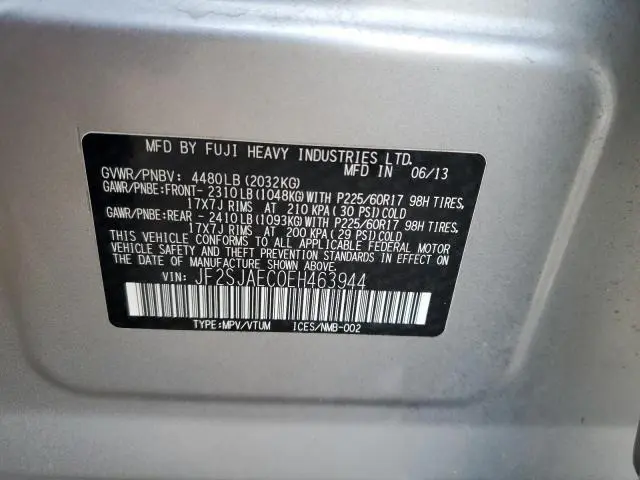 MFD BY FUJI HEAVY INDUSTRIES LTD.
MFD IN 06/13
GVWR/PNBV: 4480LB(2032KG)
GAWR/PNBE:FRONT- 2310LB(1048KG)WITH P225/60R17 98H TIRES,
17X7J RIMS AT 210 KPA(30 PSI)COLD
GAWR/PNBE:REAR - 2410LB(1093KG)WITH P225/60R17 98H TIRES,
17X7J RIMS AT 200 KPA(29 PSI)COLD
THIS VEHICLE CONFORMS TO ALL APPLICABLE FEDERAL MOTOR
VEHICLE SAFETY AND THEFT PREVENTION STANDARDS IN EFFECT ON
THE DATE OF MANUFACTURE SHOWN ABOVE.
VIN: JF2SJAEC0EH463944
TYPE:MPV/VTUM ICES/NMB-002